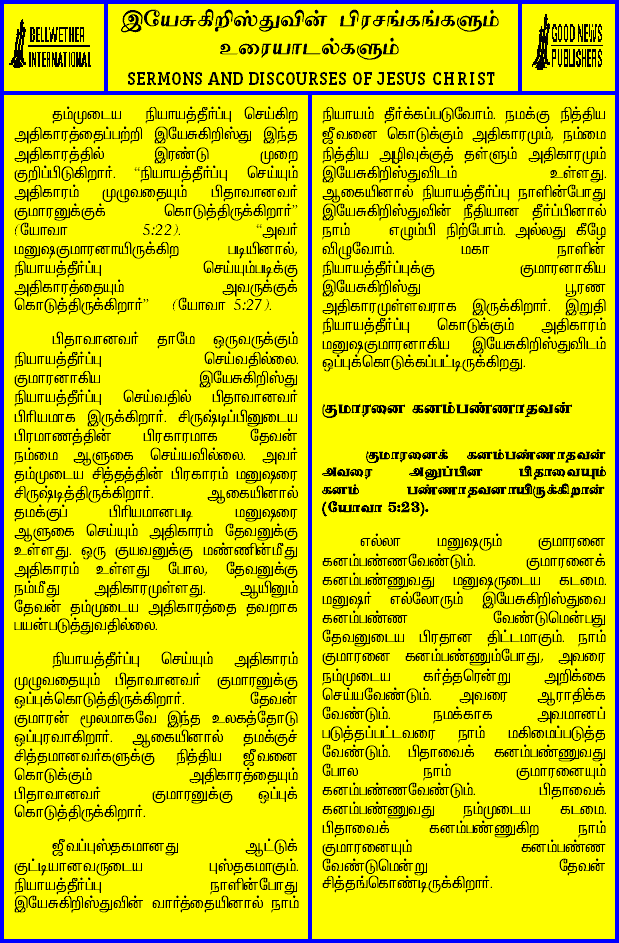 BELLWETHER
INTERNATIONAL
இயேசுகிறிஸ்துவின் பிரசங்கங்களும்
உரையாடல்களும்
SERMONS AND DISCOURSES OF JESUS CHRIST
GOOD NEWS
PUBLISHERS
தம்முடைய நியாயத்தீர்ப்பு செய்கிற
அதிகாரத்தைப்பற்றி இயேசுகிறிஸ்து இந்த
அதிகாரத்தில் இரண்டு முறை
குறிப்பிடுகிறார். “நியாயத்தீர்ப்பு செய்யும்
அதிகாரம் முழுவதையும் பிதாவானவர்
குமாரனுக்குக் கொடுத்திருக்கிறார்”
(யோவா 5:22). “அவர்
மனுஷகுமாரனாயிருக்கிற படியினால்,
நியாயத்தீர்ப்பு செய்யும்படிக்கு
அதிகாரத்தையும் அவருக்குக்
கொடுத்திருக்கிறார்” (யோவா 5:27).
பிதாவானவர் தாமே ஒருவருக்கும்
நியாயத்தீர்ப்பு செய்வதில்லை.
குமாரனாகிய இயேசுகிறிஸ்து
நியாயத்தீர்ப்பு செய்வதில் பிதாவானவர்
பிரியமாக இருக்கிறார். சிருஷ்டிப்பினுடைய
பிரமாணத்தின் பிரகாரமாக தேவன்
நம்மை ஆளுகை செய்யவில்லை. அவர்
தம்முடைய சித்தத்தின் பிரகாரம் மனுஷரை
சிருஷ்டித்திருக்கிறார். ஆகையினால்
தமக்குப் பிரியமானபடி மனுஷரை
ஆளுகை செய்யும் அதிகாரம் தேவனுக்கு
உள்ளது. ஒரு குயவனுக்கு மண்ணின்மீது
அதிகாரம் உள்ளது போல, தேவனுக்கு
நம்மீது அதிகாரமுள்ளது. ஆயினும்
தேவன் தம்முடைய அதிகாரத்தை தவறாக
பயன்படுத்துவதில்லை.
நியாயத்தீர்ப்பு செய்யும் அதிகாரம்
முழுவதையும் பிதாவானவர் குமாரனுக்கு
ஒப்புக்கொடுத்திருக்கிறார். தேவன்
குமாரன் மூலமாகவே இந்த உலகத்தோடு
ஒப்புரவாகிறார். ஆகையினால் தமக்குச்
சித்தமானவர்களுக்கு நித்திய ஜீவனை
கொடுக்கும் அதிகாரத்தையும்
பிதாவானவர் குமாரனுக்கு ஒப்புக்
கொடுத்திருக்கிறார்.
ஜீவப்புஸ்தகமானது ஆட்டுக்
குட்டியானவருடைய புஸ்தகமாகும்.
நியாயத்தீர்ப்பு நாளின்போது
இயேசுகிறிஸ்துவின் வார்த்தையினால் நாம்
நியாயம் தீர்க்கப்படுவோம். நமக்கு நித்திய
ஜீவனை கொடுக்கும் அதிகாரமும், நம்மை
நித்திய அழிவுக்குத் தள்ளும் அதிகாரமும்
இயேசுகிறிஸ்துவிடம் உள்ளது.
ஆகையினால் நியாயத்தீர்ப்பு நாளின்போது
இயேசுகிறிஸ்துவின் நீதியான தீர்ப்பினால்
நாம் எழும்பி நிற்போம். அல்லது கீழே
விழுவோம். மகா நாளின்
நியாயத்தீர்ப்புக்கு குமாரனாகிய
இயேசுகிறிஸ்து பூரண
அதிகாரமுள்ளவராக இருக்கிறார். இறுதி
நியாயத்தீர்ப்பு கொடுக்கும் அதிகாரம்
மனுஷகுமாரனாகிய இயேசுகிறிஸ்துவிடம்
ஒப்புக்கொடுக்கப்பட்டிருக்கிறது.
குமாரனை கனம்பண்ணாதவன்
குமாரனைக் கனம்பண்ணாதவன்
அவரை அனுப்பின பிதாவையும்
கனம் பண்ணாதவனாயிருக்கிறான்
(யோவா 5:23).
எல்லா மனுஷரும் குமாரனை
கனம்பண்ணவேண்டும். குமாரனைக்
கனம்பண்ணுவது மனுஷருடைய கடமை.
மனுஷர் எல்லோரும் இயேசுகிறிஸ்துவை
கனம்பண்ண வேண்டுமென்பது
தேவனுடைய பிரதான திட்டமாகும். நாம்
குமாரனை கனம்பண்ணும்போது, அவரை
நம்முடைய கர்த்தரென்று அறிக்கை
செய்யவேண்டும். அவரை ஆராதிக்க
வேண்டும். நமக்காக அவமானப்
படுத்தப்பட்டவரை நாம் மகிமைப்படுத்த
வேண்டும். பிதாவைக் கனம்பண்ணுவது
போல நாம் குமாரனையும்
கனம்பண்ணவேண்டும். பிதாவைக்
கனம்பண்ணுவது நம்முடைய கடமை.
பிதாவைக் கனம்பண்ணுகிற நாம்
குமாரனையும் கனம்பண்ண
வேண்டுமென்று தேவன்
சித்தங்கொண்டிருக்கிறார்.